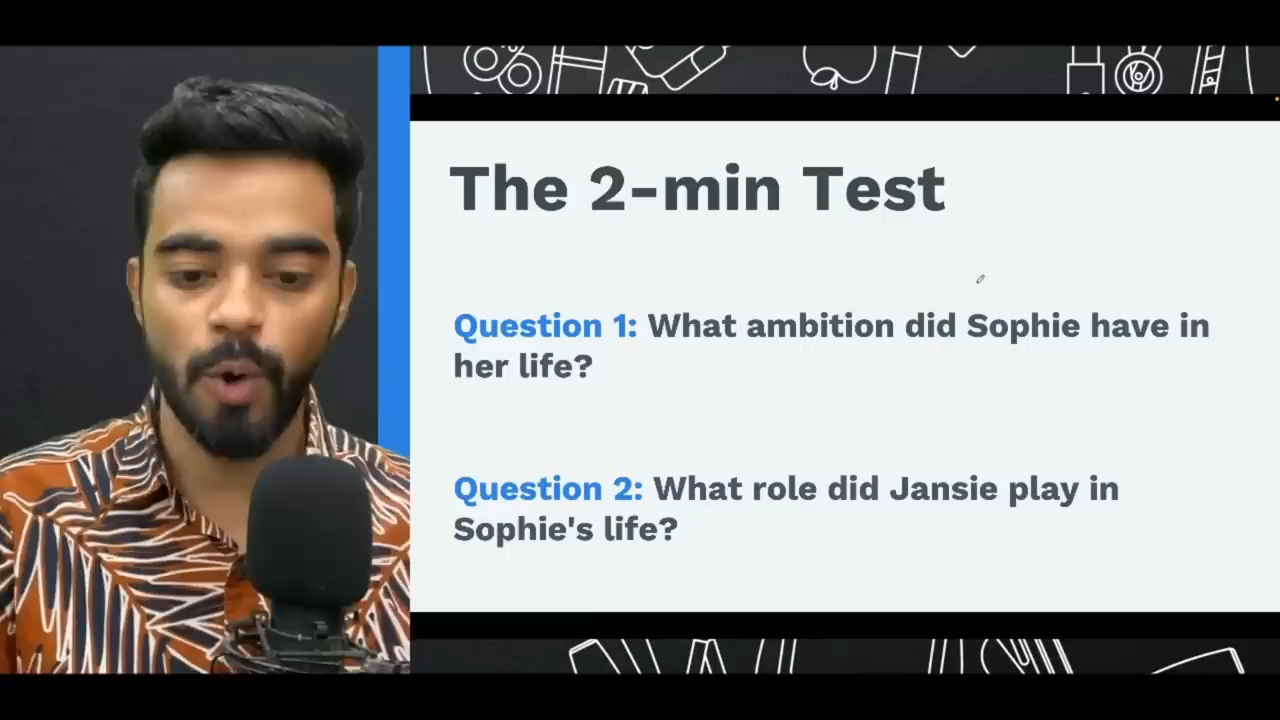 The 2-min Test
Question 1: What ambition did Sophie have in
her life?
Question 2: What role did Jansie play in
Sophie's life?